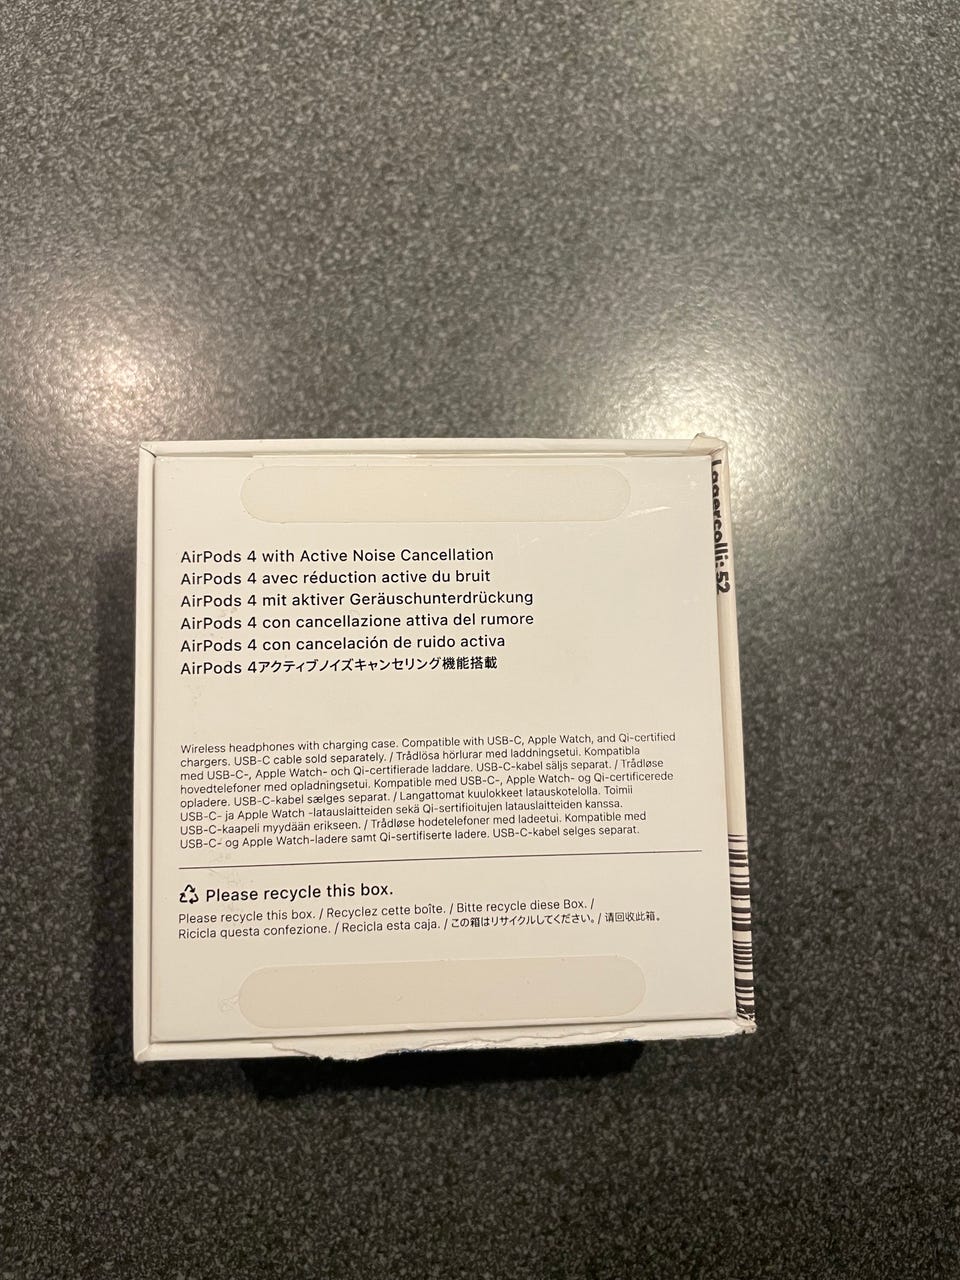 AirPods 4 with Active Noise Cancellation
AirPods 4 avec réduction active du bruit
AirPods 4 mit aktiver Geräuschunterdrückung
AirPods 4 con cancellazione attiva del rumore
AirPods 4 con cancelación de ruido activa
AirPods 4アクティブノイズキャンセリング機能搭載
Wireless headphones with charging case. Compatible with USB-C, Apple Watch, and Qi-certified
chargers. USB-C cable sold separately. / Trådlösa hörlurar med laddningsetui. Kompatibla
med USB-C-, Apple Watch- och Qi-certifierade laddare. USB-C-kabel säljs separat. / Trådløse
hovedtelefoner med opladningsetui. Kompatible med USB-C-, Apple Watch- og Qi-certificerede
opladere. USB-C-kabel sælges separat. / Langattomat kuulokkeet latauskotelolla. Toimii
USB-C- ja Apple Watch -latauslaitteiden sekä Qi-sertifioitujen latauslaitteiden kanssa.
USB-C-kaapeli myydään erikseen. / Trådløse hodetelefoner med ladeetui. Kompatible med
USB-C- og Apple Watch-ladere samt Qi-sertifiserte ladere. USB-C-kabel selges separat.
Please recycle this box.
Please recycle this box. / Recyclez cette boîte. / Bitte recycle diese Box. /
Ricicla questa confezione. / Recicla esta caja. / この箱はリサイクルしてください。/ 请回收此箱。
Lagercolli: 52